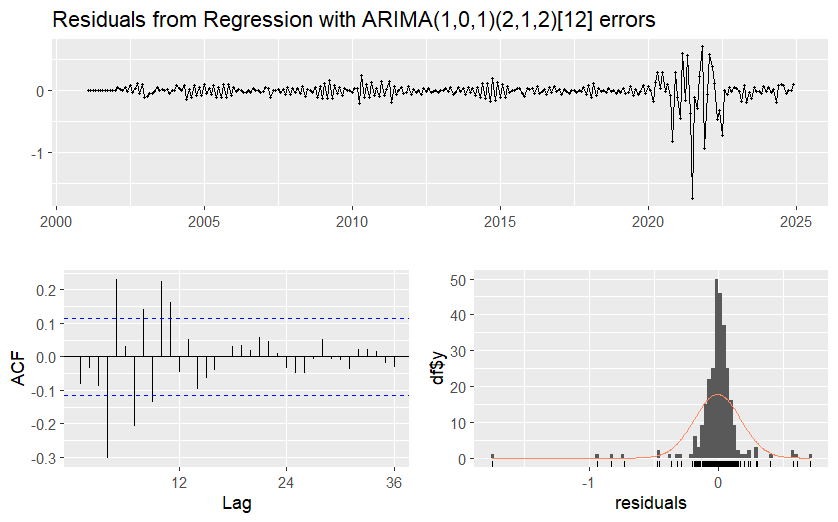 Residuals from Regression with ARIMA(1,0,1)(2,1,2)[12] errors
0
-1
2000 2005 2010 2015 2020 2025
ACF
0.2
0.1
0.0
-0.1
-0.2
-0.3
12 24 36
Lag
df$y
50
40
30
20
10
0
-1 0
residuals